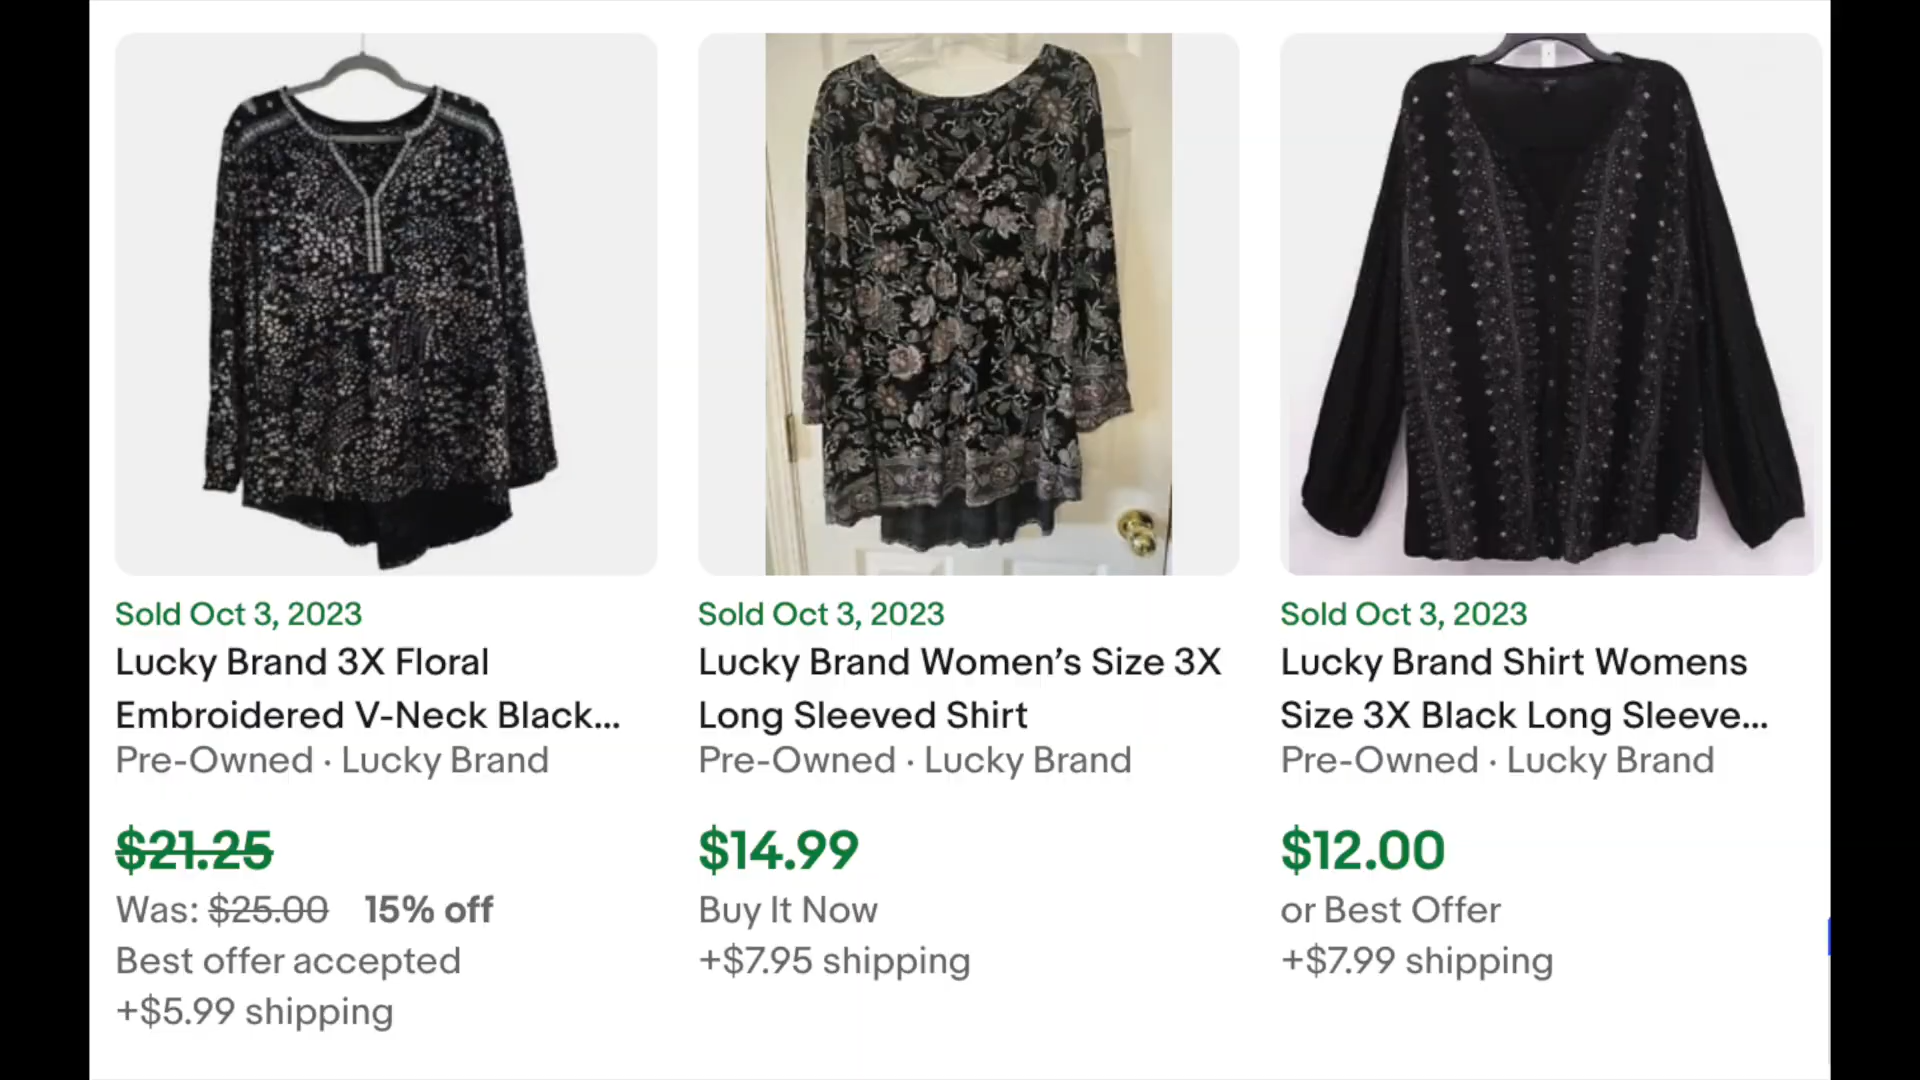 Sold Oct 3, 2023
Lucky Brand 3X Floral
Embroidered V-Neck Black...
Pre-Owned · Lucky Brand
$21.25
Was: $25.00 15% off
Best offer accepted
+$5.99 shipping
Sold Oct 3, 2023
Lucky Brand Women’s Size 3X
Long Sleeved Shirt
Pre-Owned · Lucky Brand
$14.99
Buy It Now
+$7.95 shipping
Sold Oct 3, 2023
Lucky Brand Shirt Womens
Size 3X Black Long Sleeve...
Pre-Owned · Lucky Brand
$12.00
or Best Offer
+$7.99 shipping